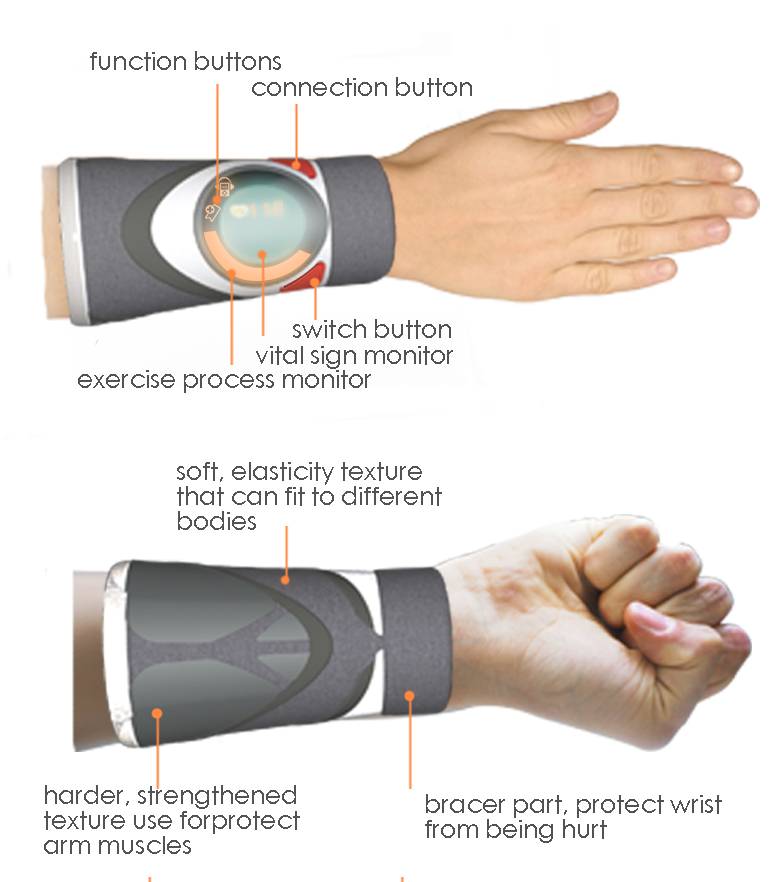 function buttons
connection button
switch button
vital sign monitor
exercise process monitor
soft, elasticity texture
that can fit to different
bodies
harder, strengthened
texture use forprotect
arm muscles
bracer part, protect wrist
from being hurt